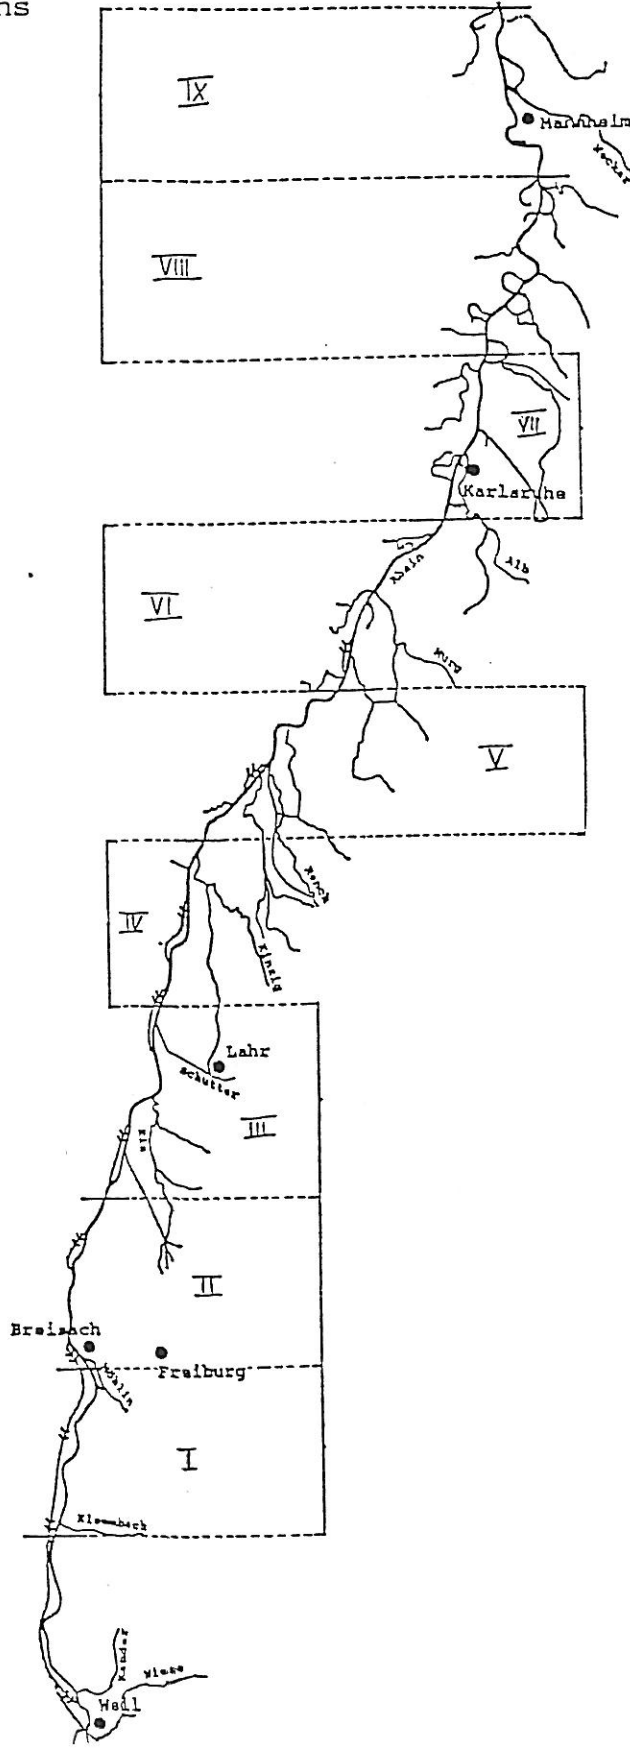 ns
IX
Mannheim
Neckar
VIII
VII
Karlsruhe
Alb
Rhein
VI
Murg
V
Rench
IV
Kinzig
Lahr
Schutter
III
Elz
II
Breisach
Freiburg
I
Klemmbach
Kander
Wiese
Weil